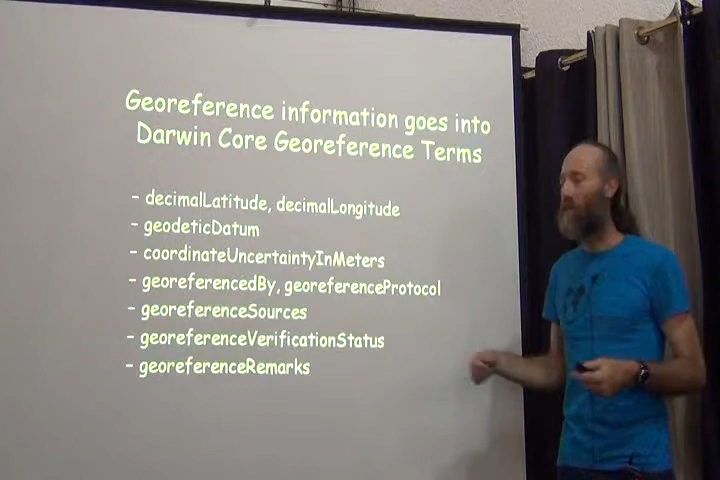 Georeference information goes into
Darwin Core Georeference Terms
- decimalLatitude, decimalLongitude
- geodeticDatum
- coordinateUncertaintyInMeters
- georeferencedBy, georeferenceProtocol
- georeferenceSources
- georeferenceVerificationStatus
- georeferenceRemarks